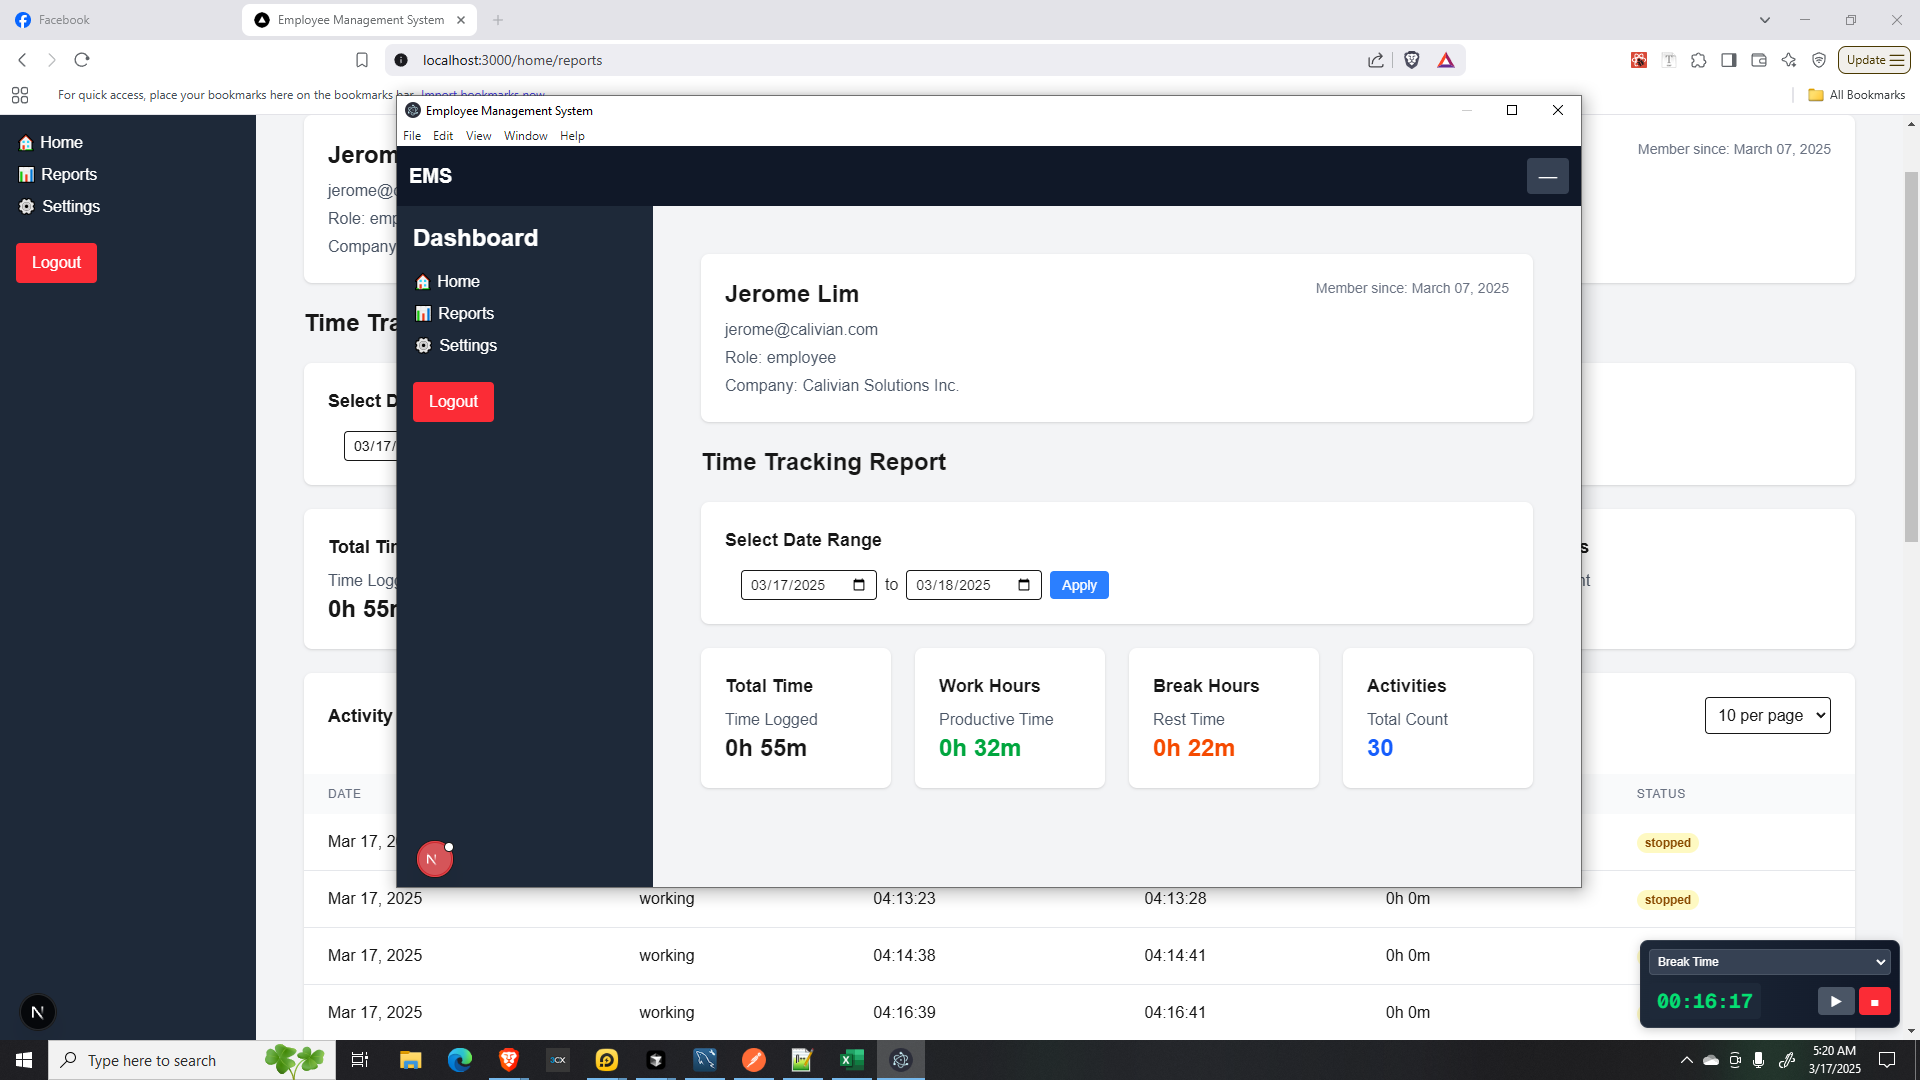 Facebook
Employee Management System
localhost:3000/home/reports
Update
For quick access, place your bookmarks here on the bookmarks bar. Import bookmarks now.
All Bookmarks
Home
Reports
Settings
Logout
Jerom
jerome@
Role: emp
Company
Member since: March 07, 2025
Time Tra
Select D
03/17/
Total Tim
Time Logg
0h 55m
Activity
10 per page
DATE
STATUS
Mar 17, 2
stopped
Mar 17, 2025 working 04:13:23 04:13:28 0h 0m stopped
Mar 17, 2025 working 04:14:38 04:14:41 0h 0m
Mar 17, 2025 working 04:16:39 04:16:41 0h 0m
N
Employee Management System
File Edit View Window Help
EMS
Dashboard
Home
Reports
Settings
Logout
N
Jerome Lim
Member since: March 07, 2025
jerome@calivian.com
Role: employee
Company: Calivian Solutions Inc.
Time Tracking Report
Select Date Range
03/17/2025 to 03/18/2025 Apply
Total Time
Time Logged
0h 55m
Work Hours
Productive Time
0h 32m
Break Hours
Rest Time
0h 22m
Activities
Total Count
30
Break Time
00:16:17
Type here to search
5:20 AM
3/17/2025